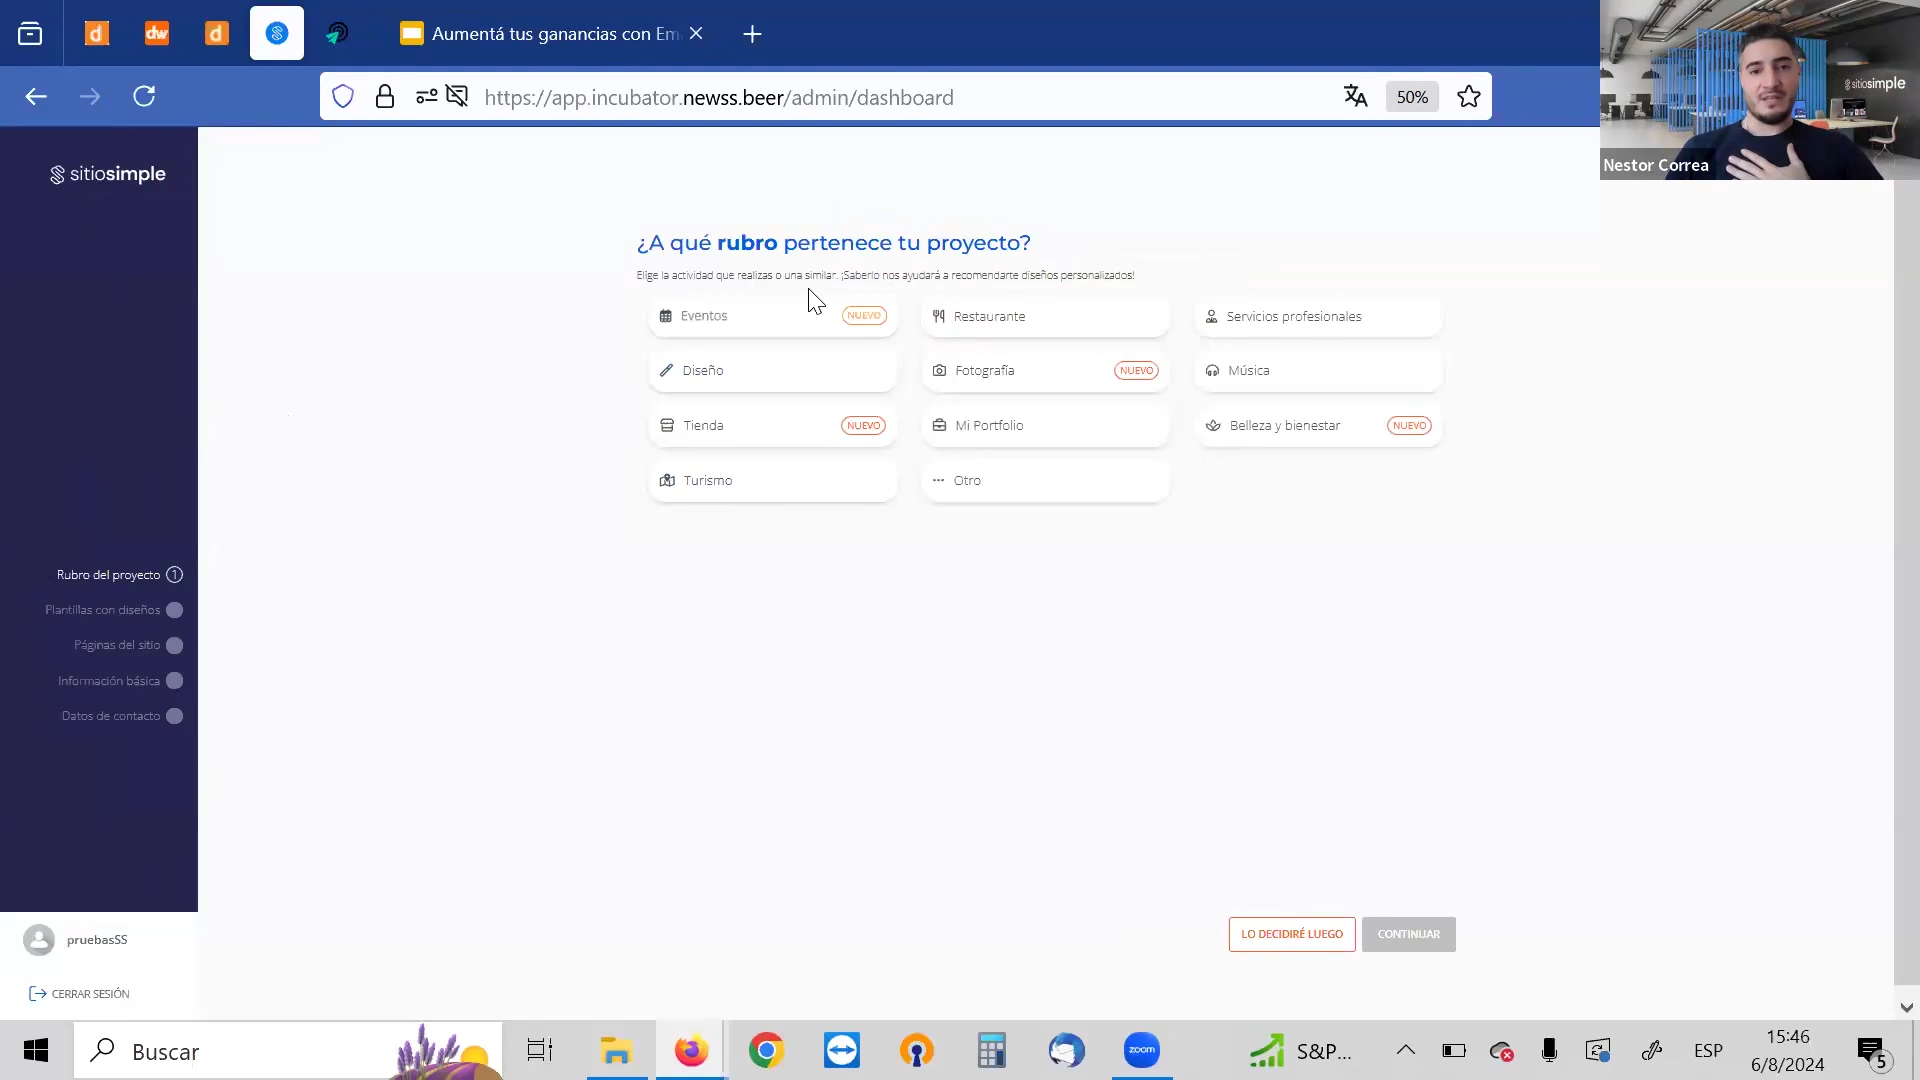 Aumentá tus ganancias con Em
https://app.incubator.newss.beer/admin/dashboard
50%
sitiosimple
Nestor Correa
sitiosimple
¿A qué rubro pertenece tu proyecto?
Elige la actividad que realizas o una similar. ¡Saberlo nos ayudará a recomendarte diseños personalizados!
Eventos NUEVO
Restaurante
Servicios profesionales
Diseño
Fotografía NUEVO
Música
Tienda NUEVO
Mi Portfolio
Belleza y bienestar NUEVO
Turismo
Otro
Rubro del proyecto 1
Plantillas con diseños
Páginas del sitio
Información básica
Datos de contacto
LO DECIDIRÉ LUEGO
CONTINUAR
pruebasSS
CERRAR SESIÓN
Buscar
zoom
S&P...
ESP
15:46
6/8/2024
5